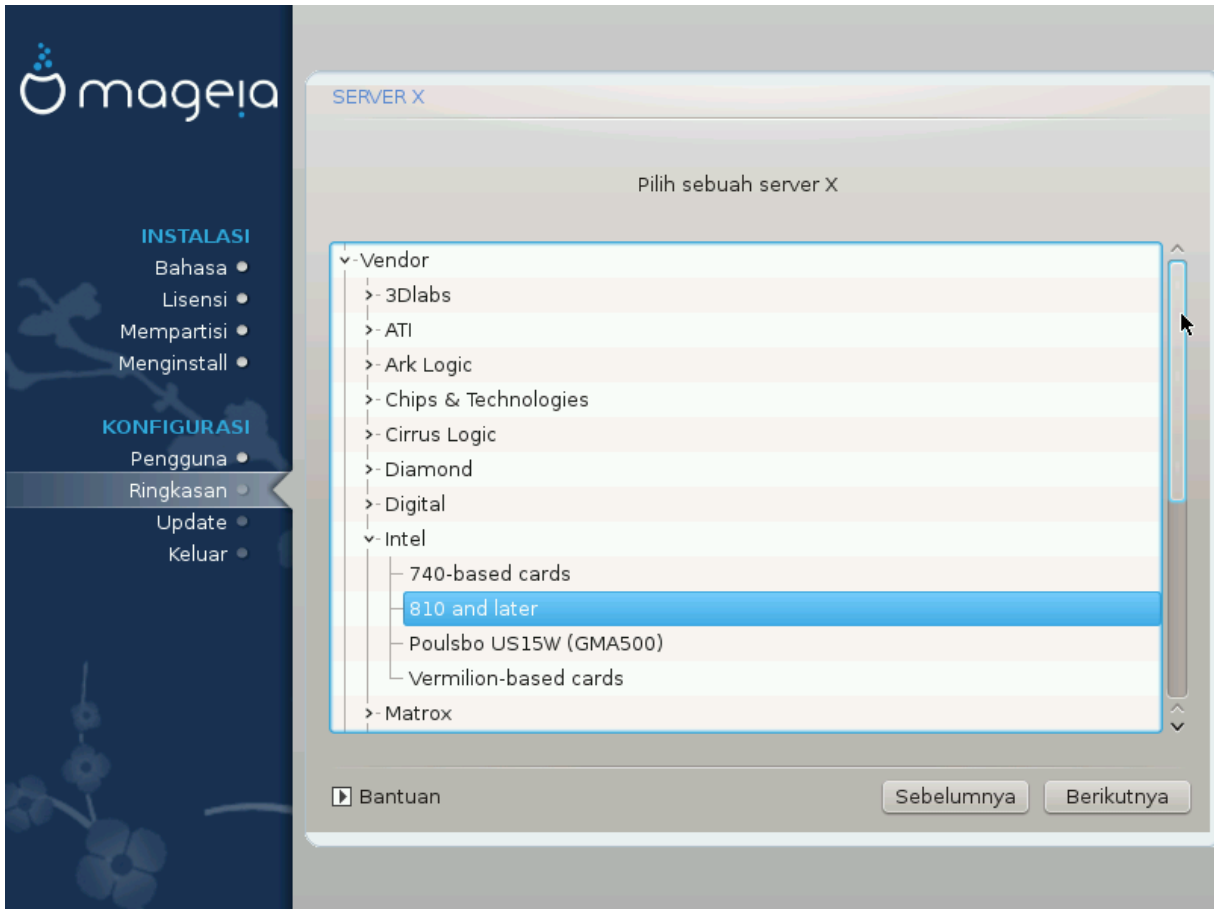 mageia
INSTALASI
Bahasa
Lisensi
Mempartisi
Menginstall
KONFIGURASI
Pengguna
Ringkasan
Update
Keluar
SERVER X
Pilih sebuah server X
Vendor
3Dlabs
ATI
Ark Logic
Chips & Technologies
Cirrus Logic
Diamond
Digital
Intel
740-based cards
810 and later
Poulsbo US15W (GMA500)
Vermilion-based cards
Matrox
Bantuan
Sebelumnya
Berikutnya